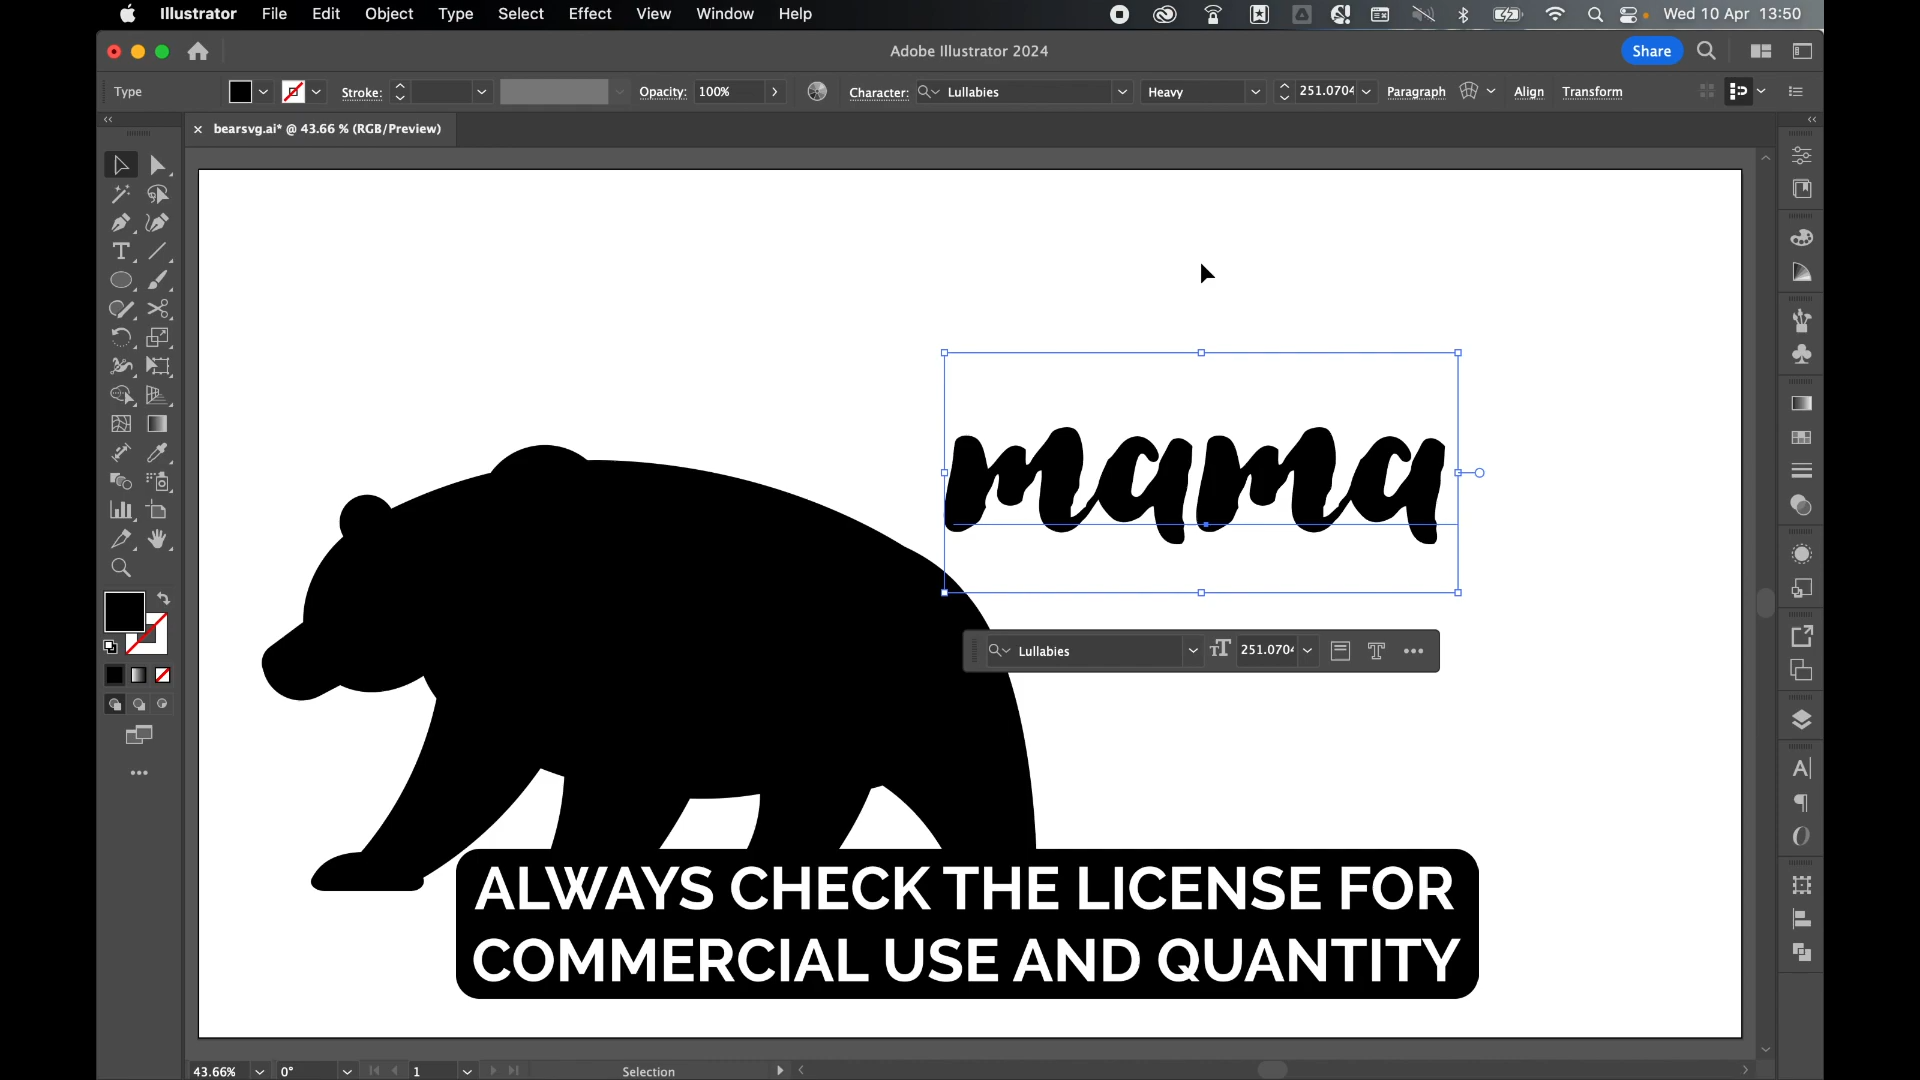 Illustrator File Edit Object Type Select Effect View Window Help Wed 10 Apr 13:50
Adobe Illustrator 2024 Share
Type Stroke: Opacity: 100% Character: Lullabies Heavy 251.0704 Paragraph Align Transform
bearsvg.ai* @ 43.66 % (RGB/Preview)
mama
Lullabies 251.0704
ALWAYS CHECK THE LICENSE FOR
COMMERCIAL USE AND QUANTITY
43.66% 0° 1 Selection